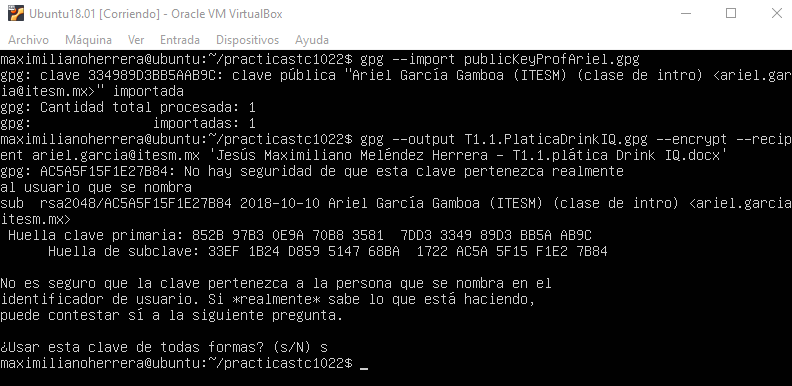 Ubuntu18.01 [Corriendo] - Oracle VM VirtualBox
Archivo Máquina Ver Entrada Dispositivos Ayuda
maximilianoherrera@ubuntu:~/practicastc1022$ gpg --import publicKeyProfAriel.gpg
gpg: clave 334989D3BB5AAB9C: clave pública "Ariel García Gamboa (ITESM) (clase de intro) <ariel.garc
ia@itesm.mx>" importada
gpg: Cantidad total procesada: 1
gpg:               importadas: 1
maximilianoherrera@ubuntu:~/practicastc1022$ gpg --output T1.1.PlaticaDrinkIQ.gpg --encrypt --recipi
ent ariel.garcia@itesm.mx 'Jesús Maximiliano Meléndez Herrera - T1.1.plática Drink IQ.docx'
gpg: AC5A5F15F1E27B84: No hay seguridad de que esta clave pertenezca realmente
al usuario que se nombra
sub  rsa2048/AC5A5F15F1E27B84 2018-10-10 Ariel García Gamboa (ITESM) (clase de intro) <ariel.garcia@
itesm.mx>
 Huella clave primaria: 852B 97B3 0E9A 70B8 3581  7DD3 3349 89D3 BB5A AB9C
      Huella de subclave: 33EF 1B24 D859 5147 68BA  1722 AC5A 5F15 F1E2 7B84
No es seguro que la clave pertenezca a la persona que se nombra en el
identificador de usuario. Si *realmente* sabe lo que está haciendo,
puede contestar sí a la siguiente pregunta.
¿Usar esta clave de todas formas? (s/N) s
maximilianoherrera@ubuntu:~/practicastc1022$ _